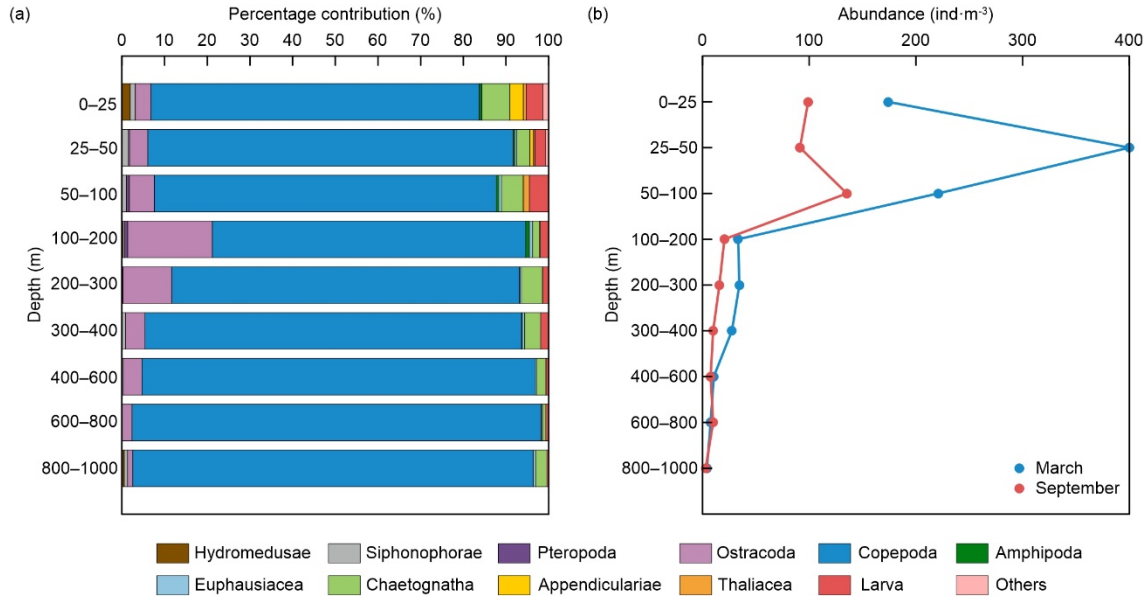 (a) Percentage contribution (%)
0 10 20 30 40 50 60 70 80 90 100
Depth (m)
0–25
25–50
50–100
100–200
200–300
300–400
400–600
600–800
800–1000
(b) Abundance (ind·m⁻³)
0 100 200 300 400
Depth (m)
0–25
25–50
50–100
100–200
200–300
300–400
400–600
600–800
800–1000
March
September
Hydromedusae Siphonophorae Pteropoda Ostracoda Copepoda Amphipoda
Euphausiacea Chaetognatha Appendiculariae Thaliacea Larva Others